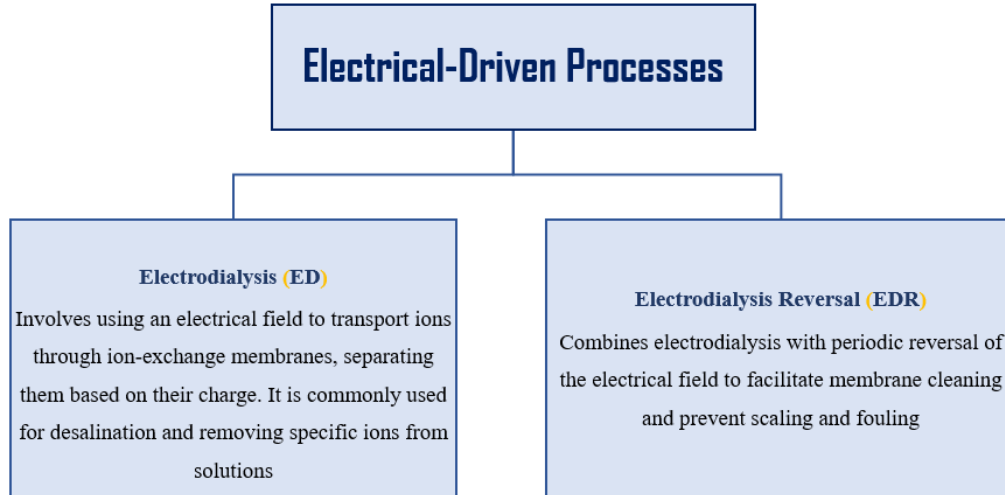 Electrical-Driven Processes
Electrodialysis (ED)
Involves using an electrical field to transport ions
through ion-exchange membranes, separating
them based on their charge. It is commonly used
for desalination and removing specific ions from
solutions
Electrodialysis Reversal (EDR)
Combines electrodialysis with periodic reversal of
the electrical field to facilitate membrane cleaning
and prevent scaling and fouling